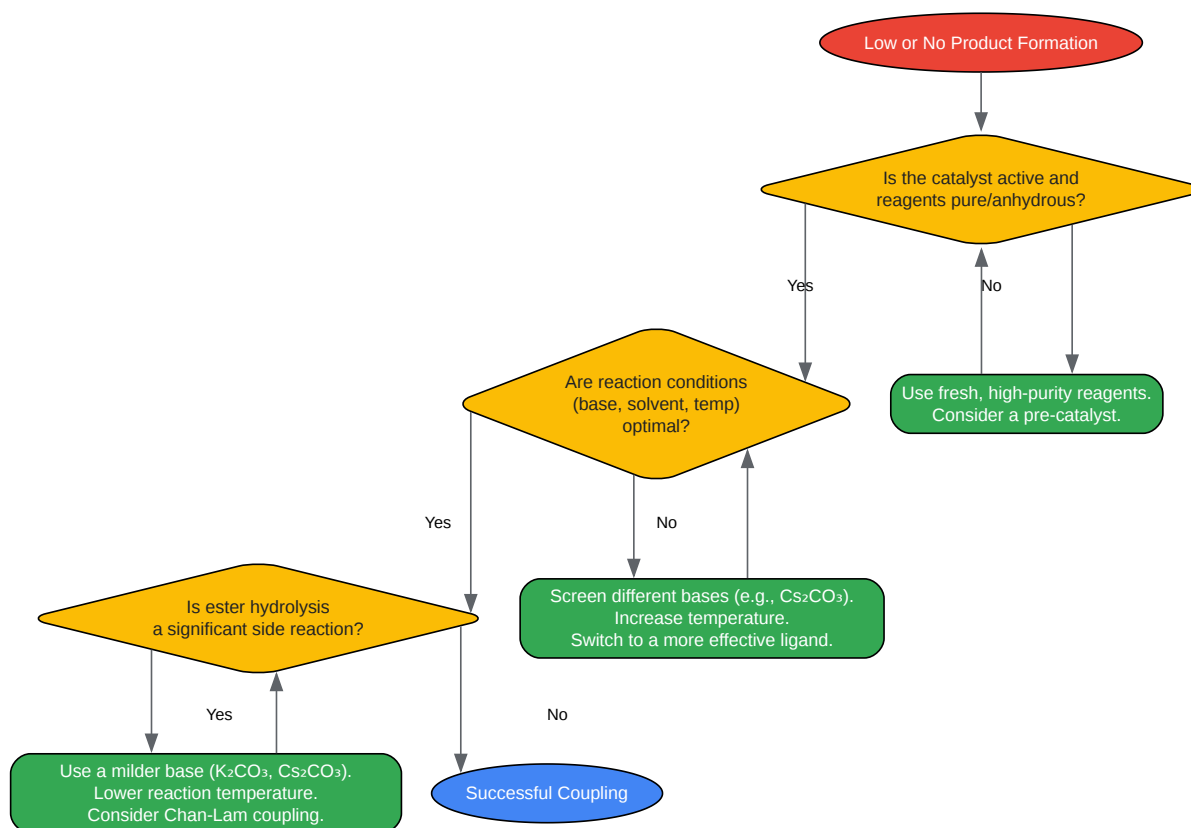 Low or No Product Formation
Is the catalyst active and
reagents pure/anhydrous?
Yes
No
Are reaction conditions
(base, solvent, temp)
optimal?
Use fresh, high-purity reagents.
Consider a pre-catalyst.
Yes
No
Is ester hydrolysis
a significant side reaction?
Screen different bases (e.g., Cs₂CO₃).
Increase temperature.
Switch to a more effective ligand.
Yes
No
Use a milder base (K₂CO₃, Cs₂CO₃).
Lower reaction temperature.
Consider Chan-Lam coupling.
Successful Coupling